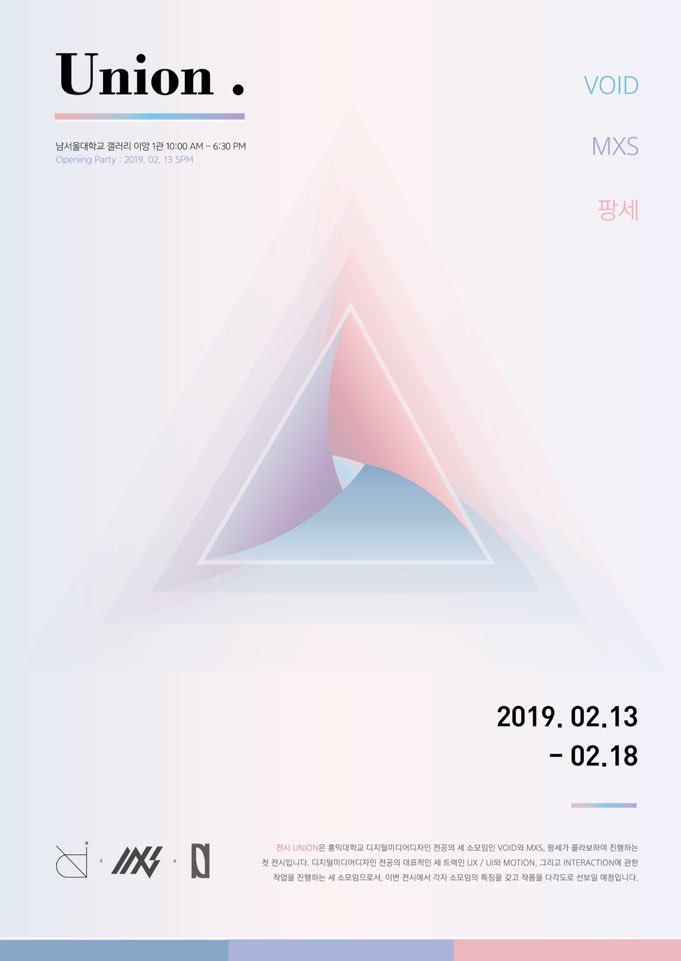 Union .
남서울대학교 갤러리 이앙 1관 10:00 AM – 6:30 PM
Opening Party : 2019. 02. 13 5PM
VOID
MXS
팡세
2019. 02.13
– 02.18
전시 UNION은 홍익대학교 디지털미디어디자인 전공의 세 소모임인 VOID와 MXS, 팡세가 콜라보하여 진행하는
첫 전시입니다. 디지털미디어디자인 전공의 대표적인 세 트랙인 UX / UI와 MOTION, 그리고 INTERACTION에 관한
작업을 진행하는 세 소모임으로서, 이번 전시에서 각자 소모임의 특징을 갖고 작품을 다각도로 선보일 예정입니다.
x MXS x